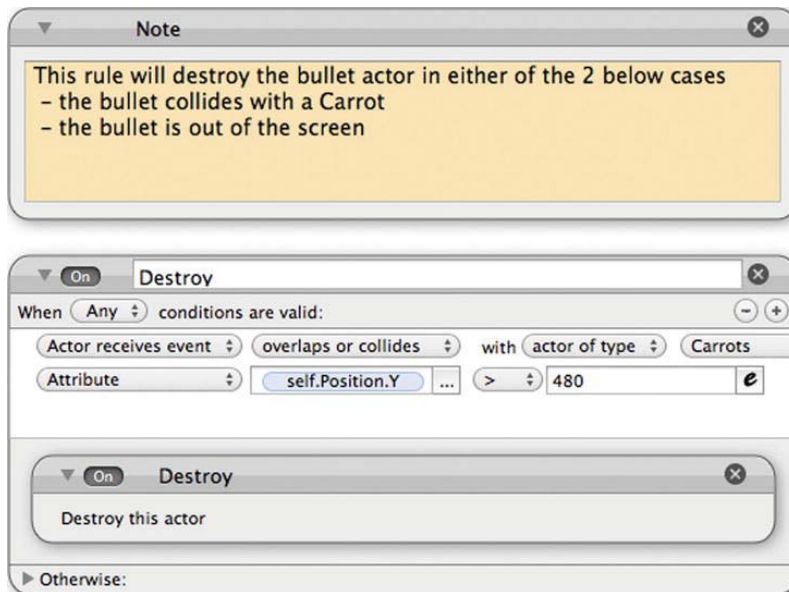 Note
This rule will destroy the bullet actor in either of the 2 below cases
– the bullet collides with a Carrot
– the bullet is out of the screen
On Destroy
When Any conditions are valid:
Actor receives event overlaps or collides with actor of type Carrots
Attribute self.Position.Y ... > 480 e
On Destroy
Destroy this actor
Otherwise: